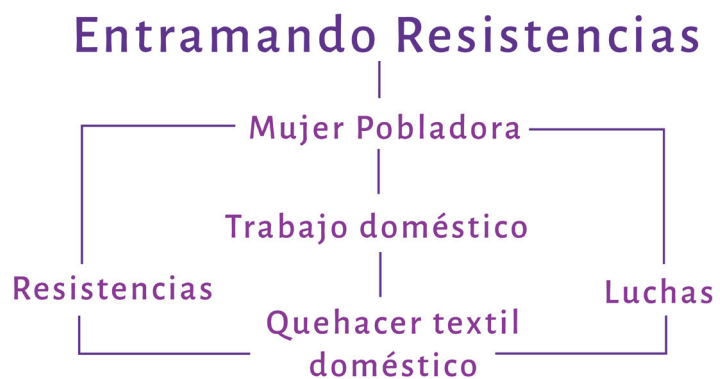 Entramando Resistencias
Mujer Pobladora
Trabajo doméstico
Resistencias
Luchas
Quehacer textil
doméstico